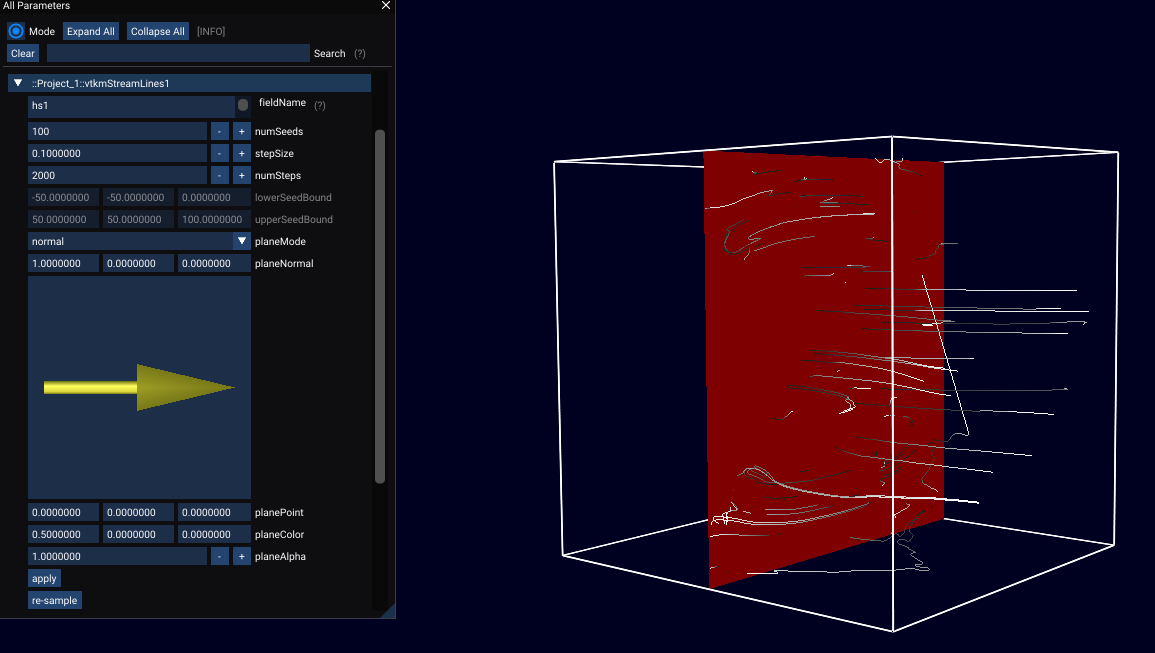 All Parameters
Mode Expand All Collapse All [INFO]
Clear Search (?)
::Project_1::vtkmStreamLines1
hs1 fieldName (?)
100 - + numSeeds
0.1000000 - + stepSize
2000 - + numSteps
-50.0000000 -50.0000000 0.0000000 lowerSeedBound
50.0000000 50.0000000 100.0000000 upperSeedBound
normal planeMode
1.0000000 0.0000000 0.0000000 planeNormal
0.0000000 0.0000000 0.0000000 planePoint
0.5000000 0.0000000 0.0000000 planeColor
1.0000000 - + planeAlpha
apply
re-sample